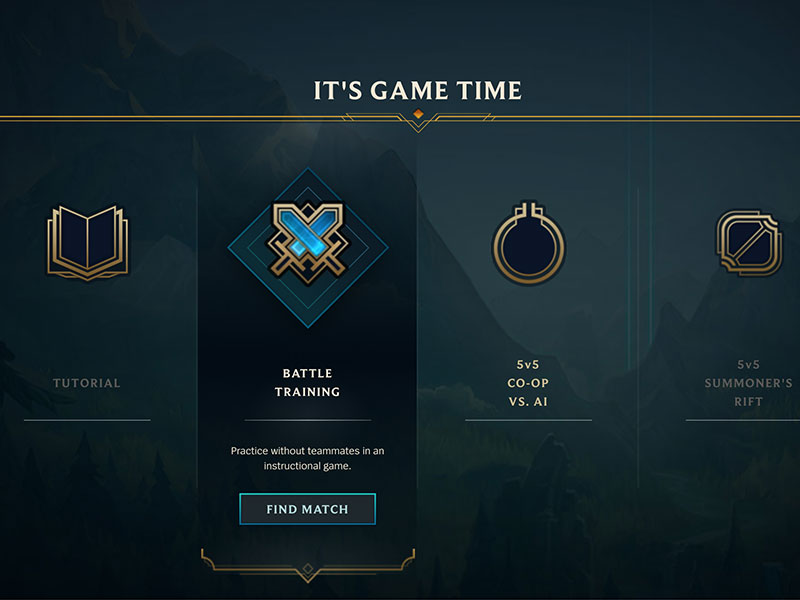 IT'S GAME TIME
TUTORIAL
BATTLE
TRAINING
Practice without teammates in an
instructional game.
FIND MATCH
5v5
CO-OP
VS. AI
5v5
SUMMONER'S
RIFT